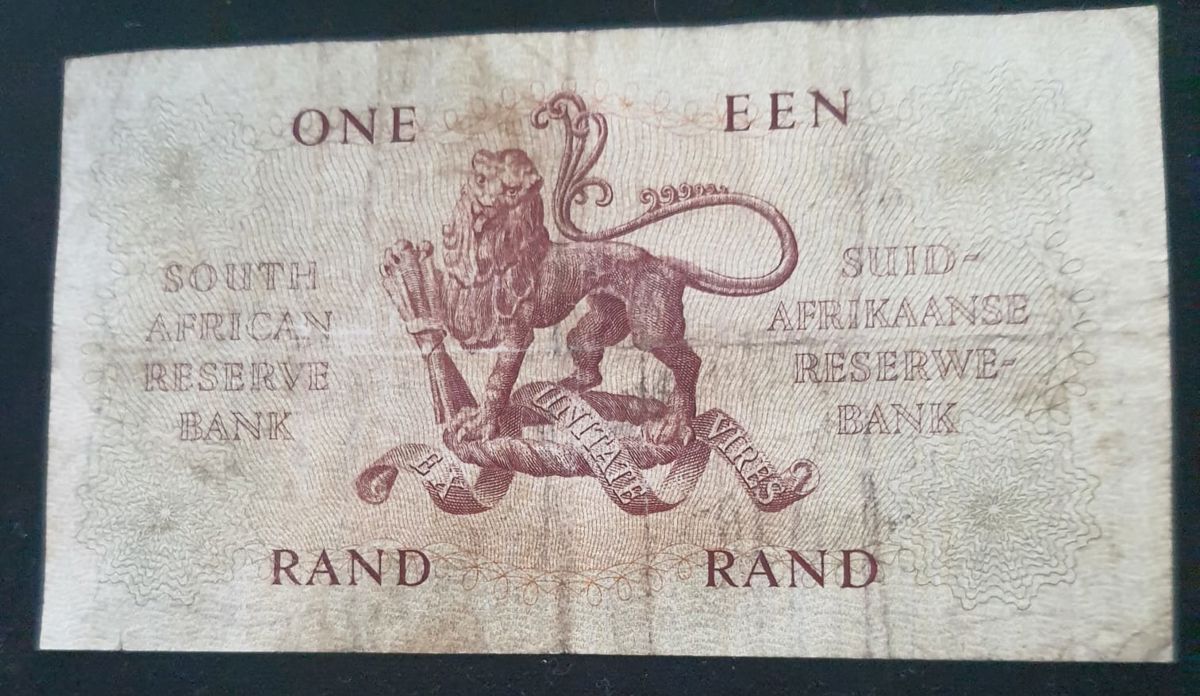 ONE
EEN
SOUTH
AFRICAN
RESERVE
BANK
SUID-
AFRIKAANSE
RESERWE-
BANK
EX UNITATE VIRES
RAND
RAND